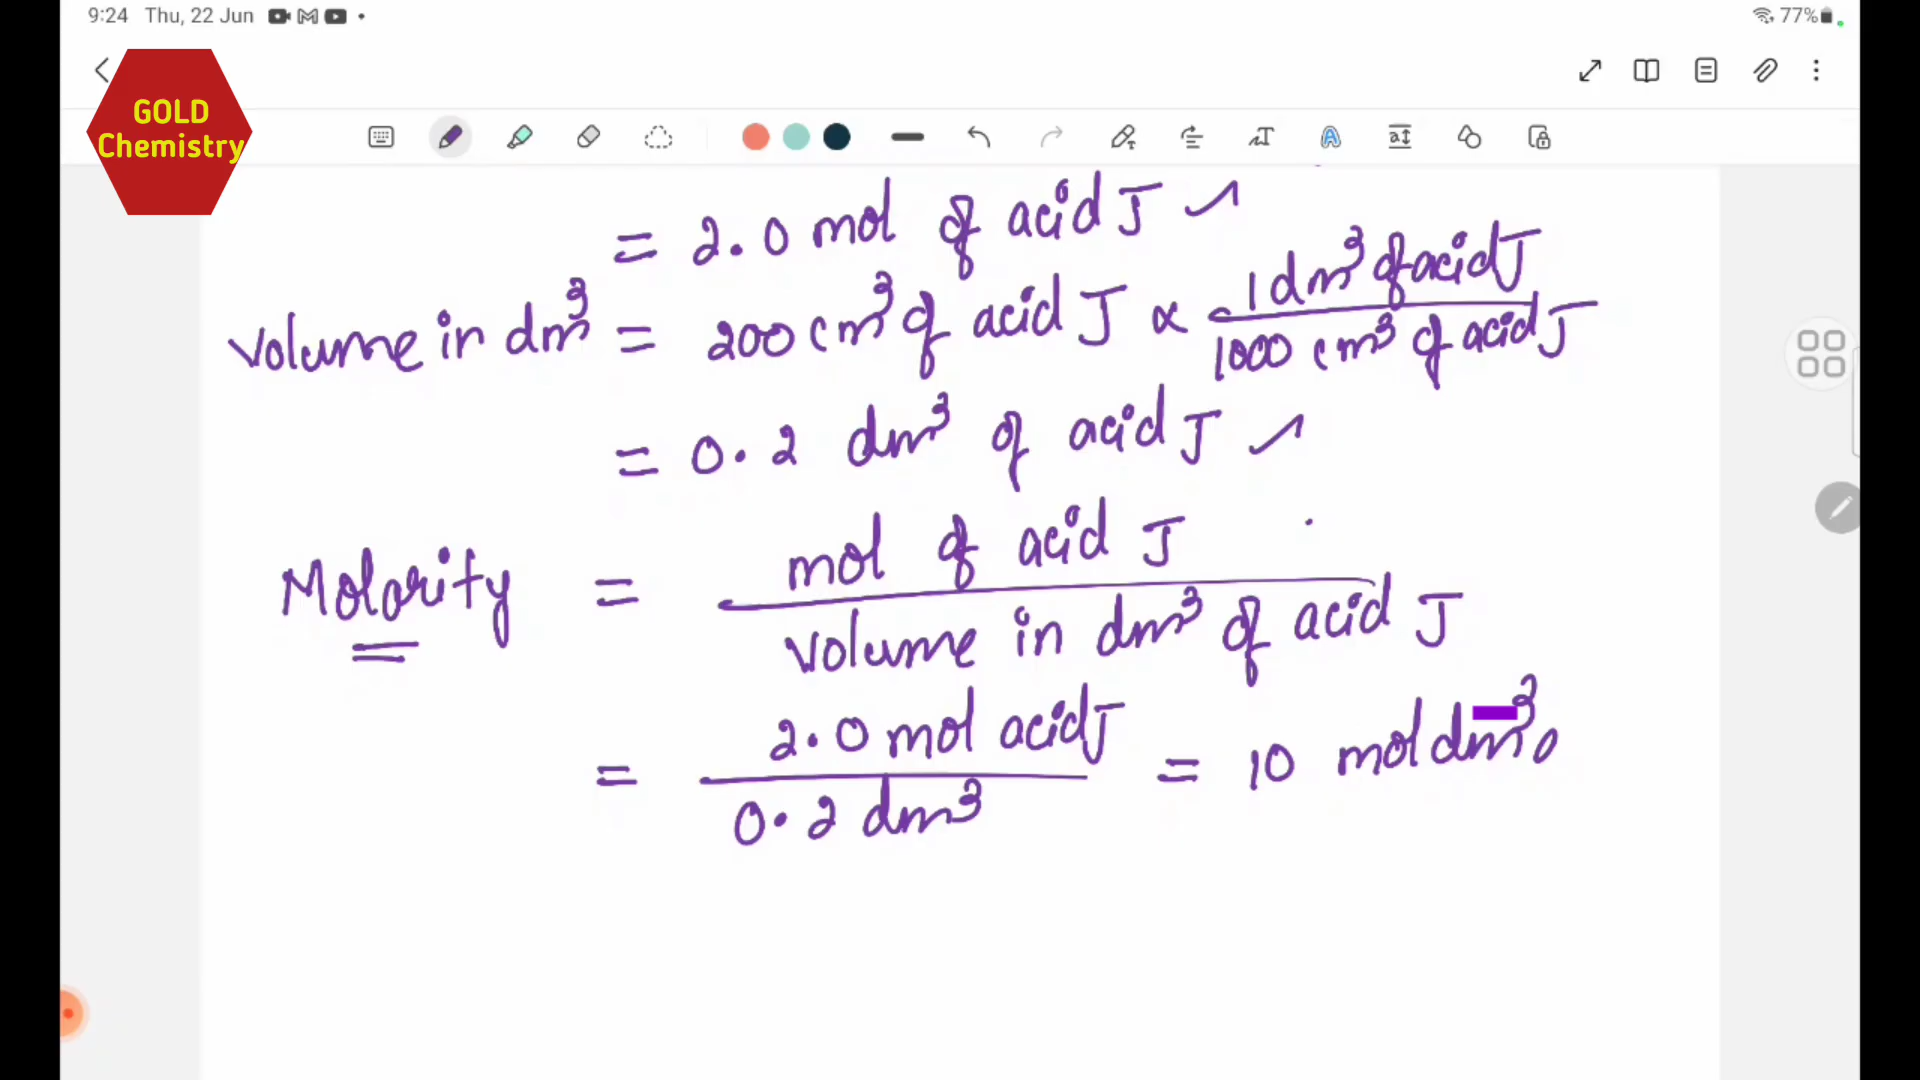 9:24 Thu, 22 Jun
77%
GOLD
Chemistry
= 2.0 mol of acid J
Volume in dm³ = 200 cm³ of acid J × 1 dm³ of acid J
1000 cm³ of acid J
= 0.2 dm³ of acid J
Molarity = mol of acid J
volume in dm³ of acid J
= 2.0 mol acid J = 10 mol dm⁻³
0.2 dm³